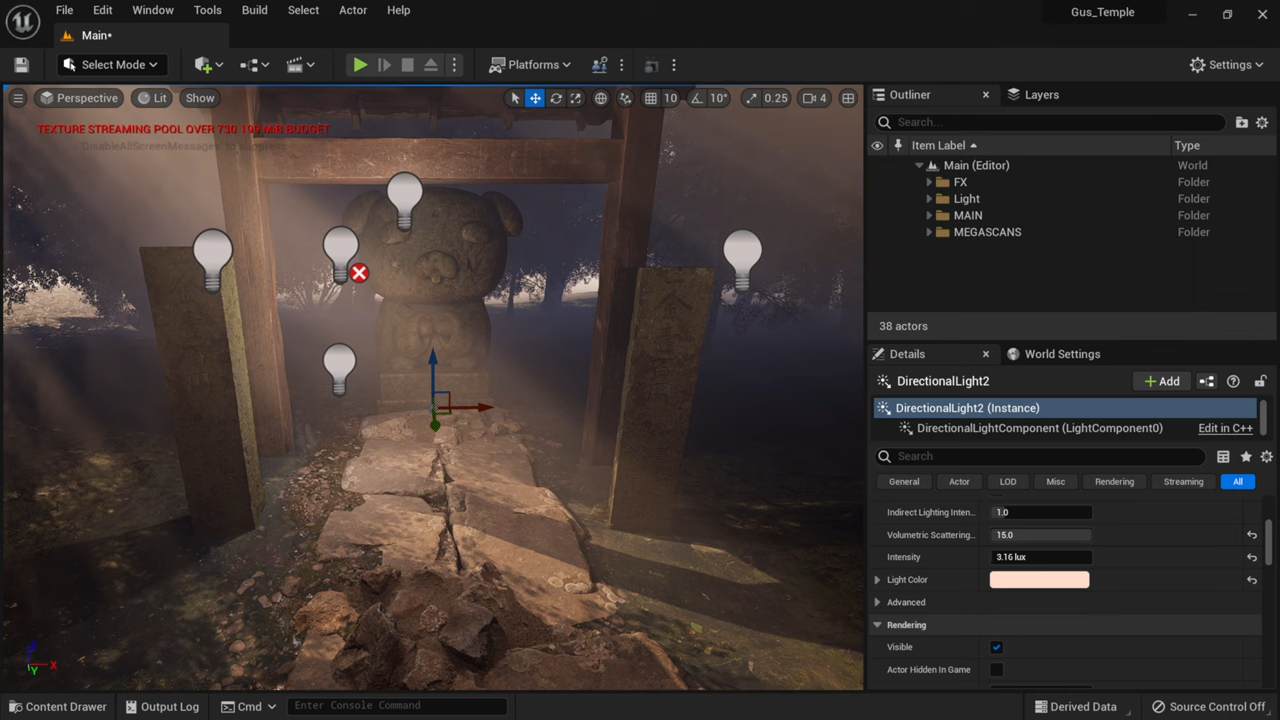 File Edit Window Tools Build Select Actor Help
Gus_Temple
Main*
Select Mode
Platforms
Settings
Perspective Lit Show
10 10° 0.25 4
TEXTURE STREAMING POOL OVER 730.199 MiB BUDGET
'DisableAllScreenMessages' to suppress
Outliner
Layers
Search...
Item Label Type
Main (Editor) World
FX Folder
Light Folder
MAIN Folder
MEGASCANS Folder
38 actors
Details
World Settings
DirectionalLight2
+ Add
DirectionalLight2 (Instance)
DirectionalLightComponent (LightComponent0) Edit in C++
Search
General Actor LOD Misc Rendering Streaming All
Indirect Lighting Inten... 1.0
Volumetric Scattering... 15.0
Intensity 3.16 lux
Light Color
Advanced
Rendering
Visible
Actor Hidden In Game
X
Y
Content Drawer Output Log Cmd Enter Console Command Derived Data Source Control Off